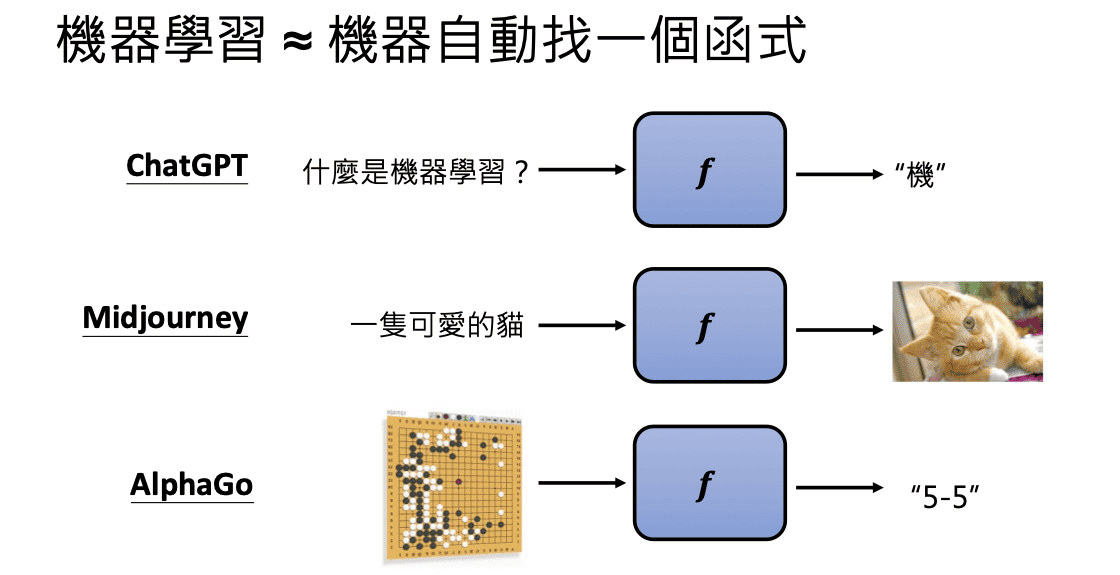 機器學習 ≈ 機器自動找一個函式
ChatGPT 什麼是機器學習？ f “機”
Midjourney 一隻可愛的貓 f
AlphaGo f “5-5”